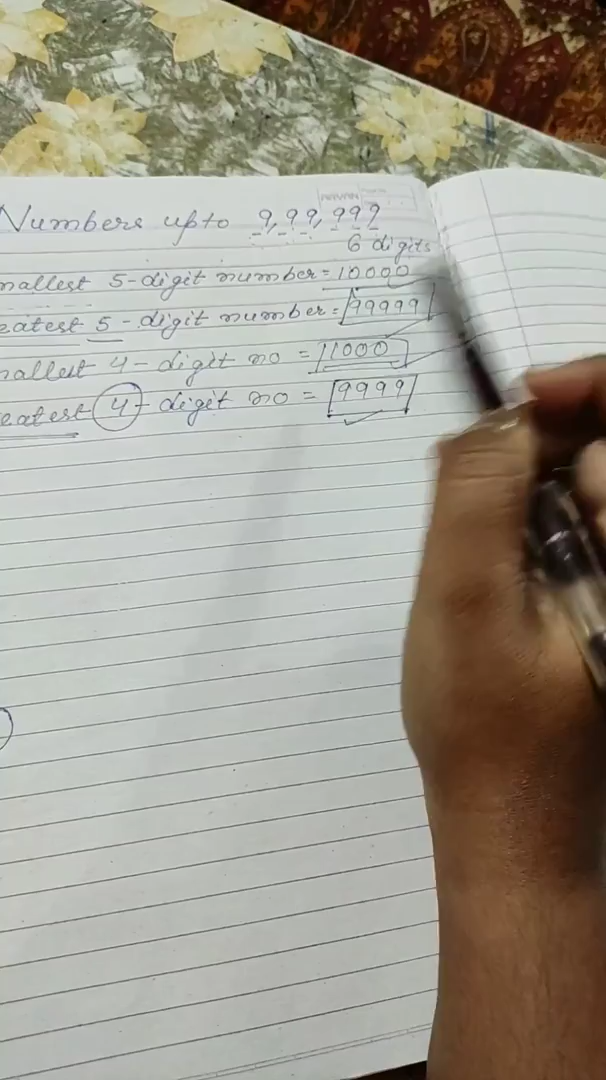 Numbers upto 9,99,999
6 digits
mallest 5-digit number = 10000
eatest 5-digit number = 99999
mallest 4-digit no = 1000
eatest 4-digit no = 9999